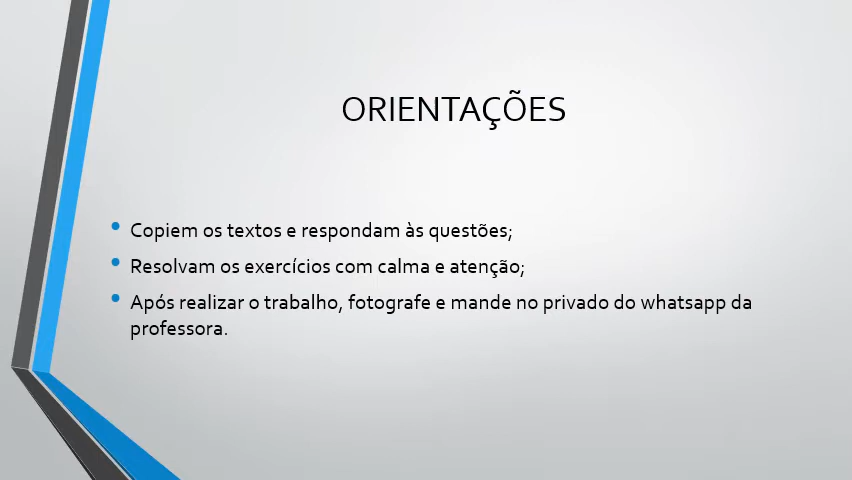 ORIENTAÇÕES
Copiem os textos e respondam às questões;
Resolvam os exercícios com calma e atenção;
Após realizar o trabalho, fotografe e mande no privado do whatsapp da
professora.